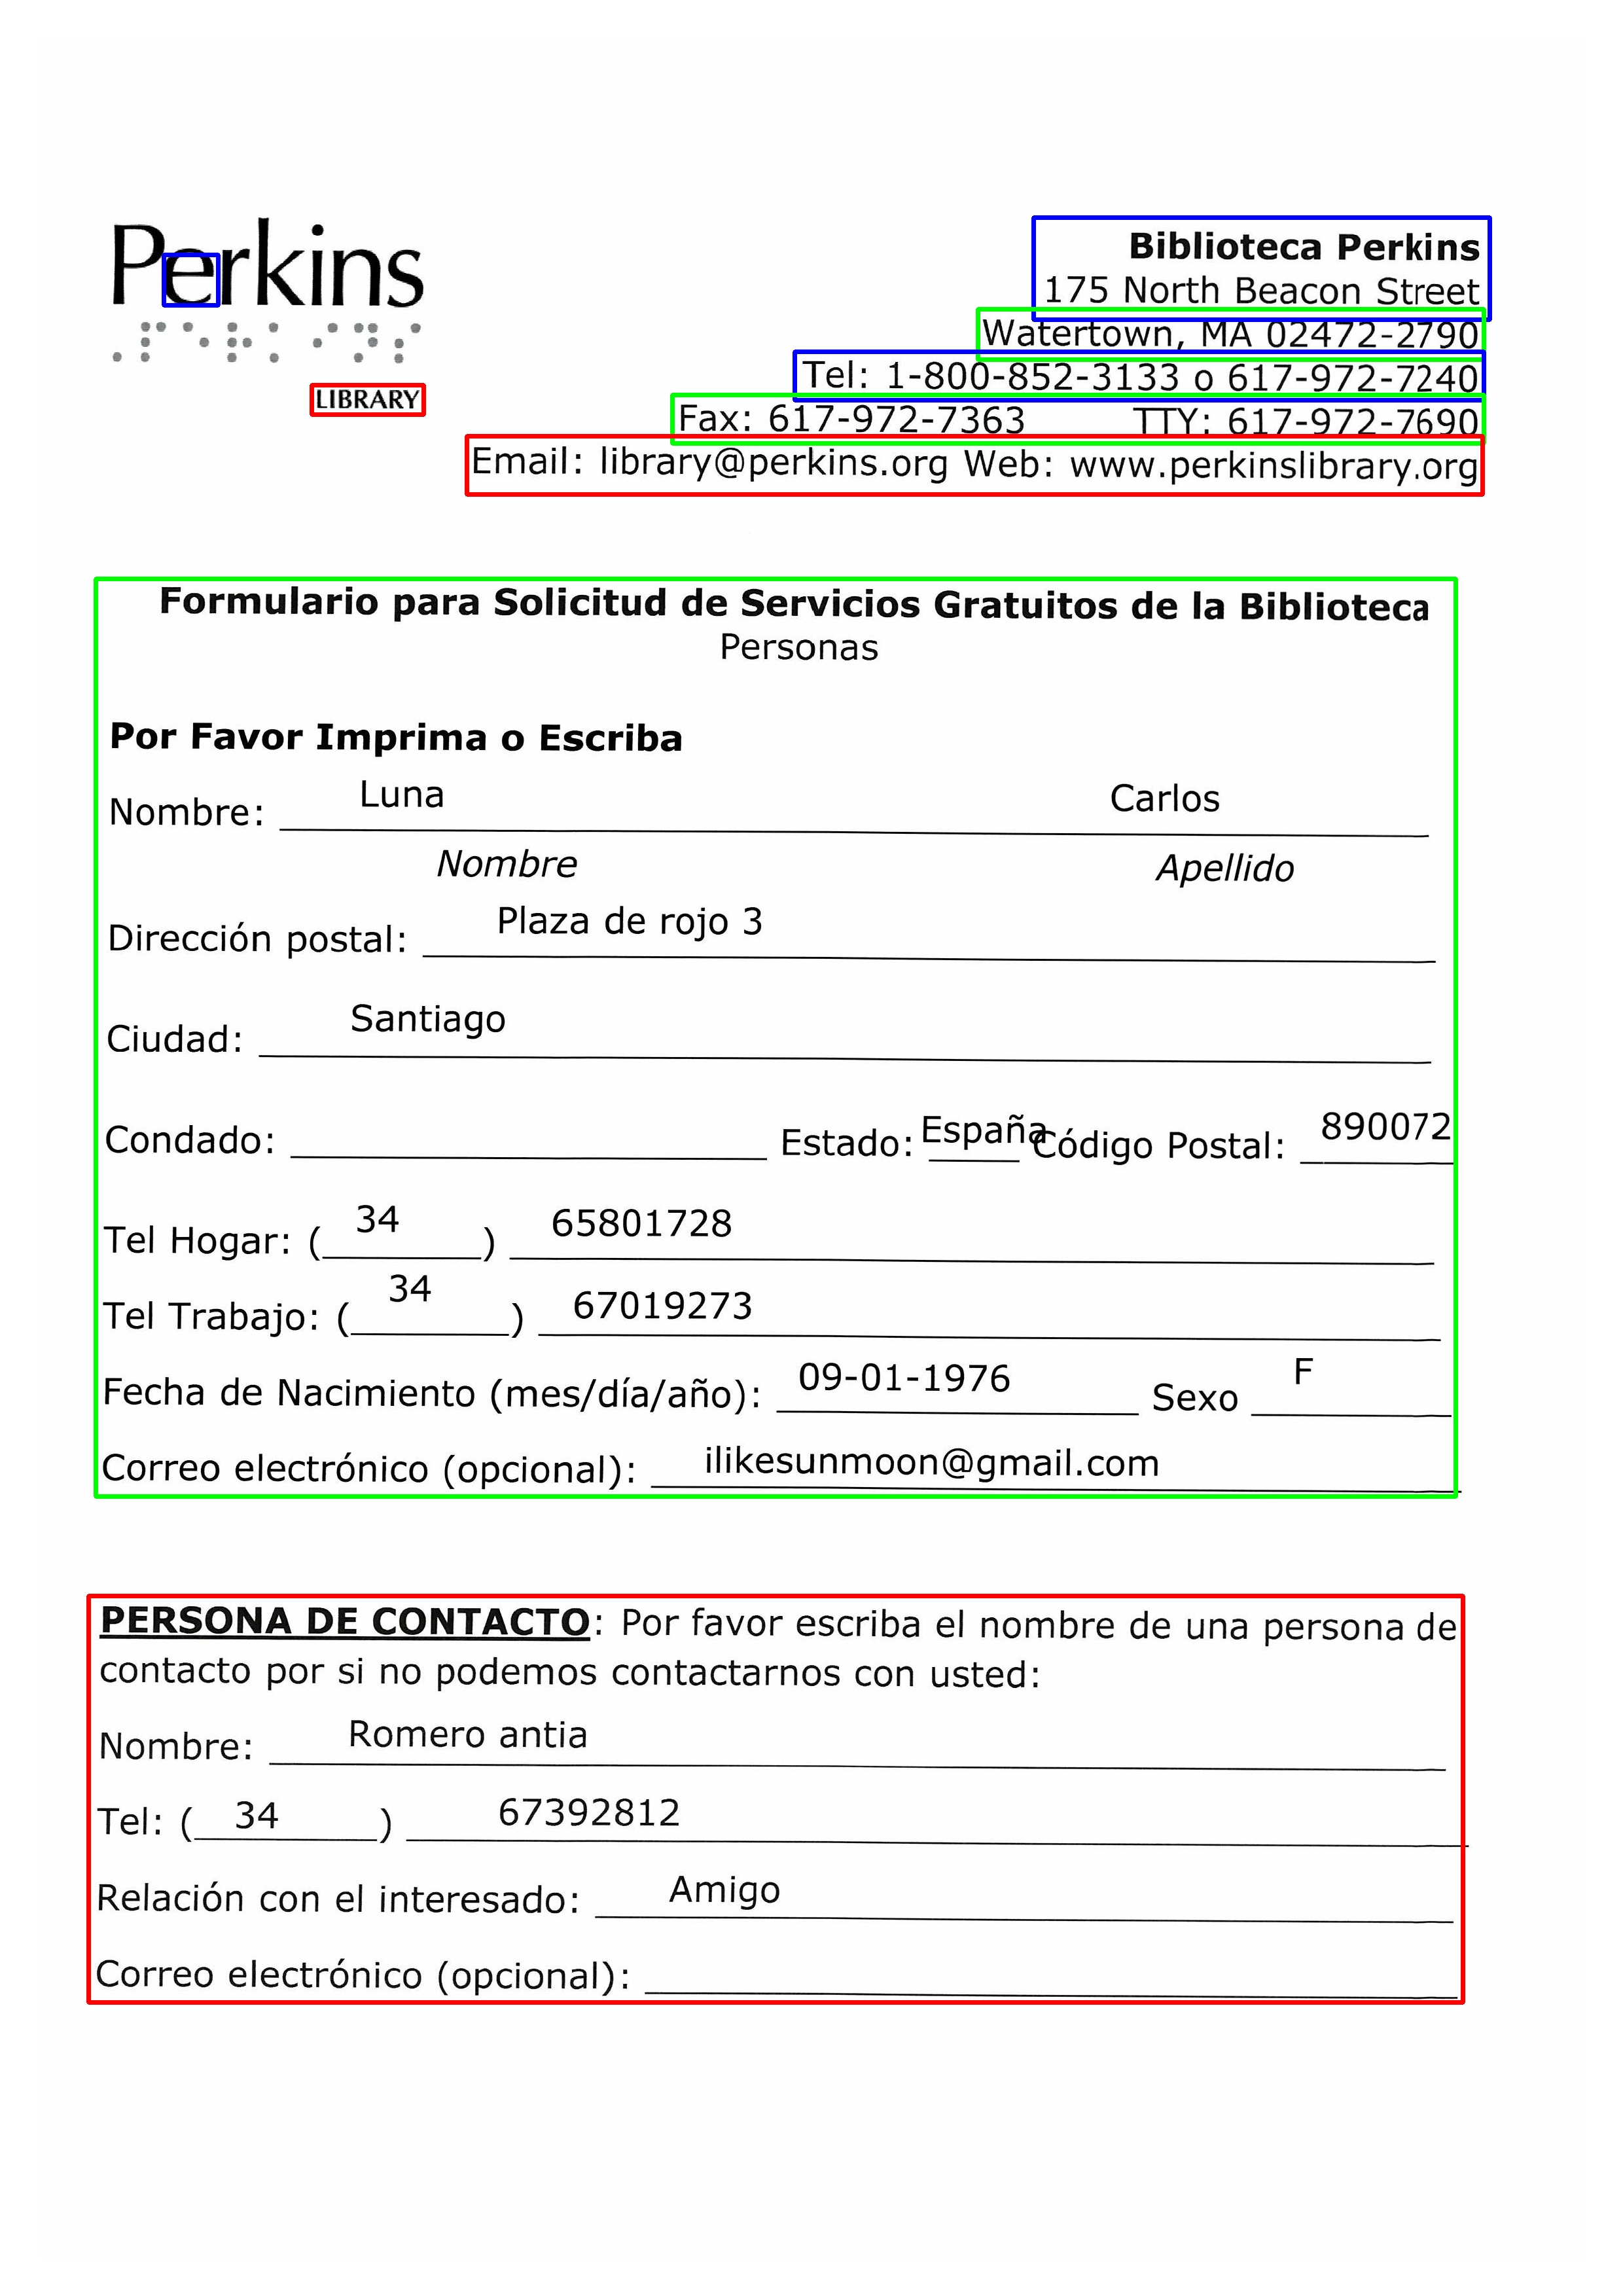 Perkins
LIBRARY
Biblioteca Perkins
175 North Beacon Street
Watertown, MA 02472-2790
Tel: 1-800-852-3133 o 617-972-7240
Fax: 617-972-7363 TTY: 617-972-7690
Email: library@perkins.org Web: www.perkinslibrary.org
Formulario para Solicitud de Servicios Gratuitos de la Biblioteca
Personas
Por Favor Imprima o Escriba
Nombre: Luna Carlos
Nombre Apellido
Dirección postal: Plaza de rojo 3
Ciudad: Santiago
Condado: Estado: España Código Postal: 890072
Tel Hogar: (34) 65801728
Tel Trabajo: (34) 67019273
Fecha de Nacimiento (mes/día/año): 09-01-1976 Sexo F
Correo electrónico (opcional): ilikesunmoon@gmail.com
PERSONA DE CONTACTO: Por favor escriba el nombre de una persona de
contacto por si no podemos contactarnos con usted:
Nombre: Romero antia
Tel: (34) 67392812
Relación con el interesado: Amigo
Correo electrónico (opcional):